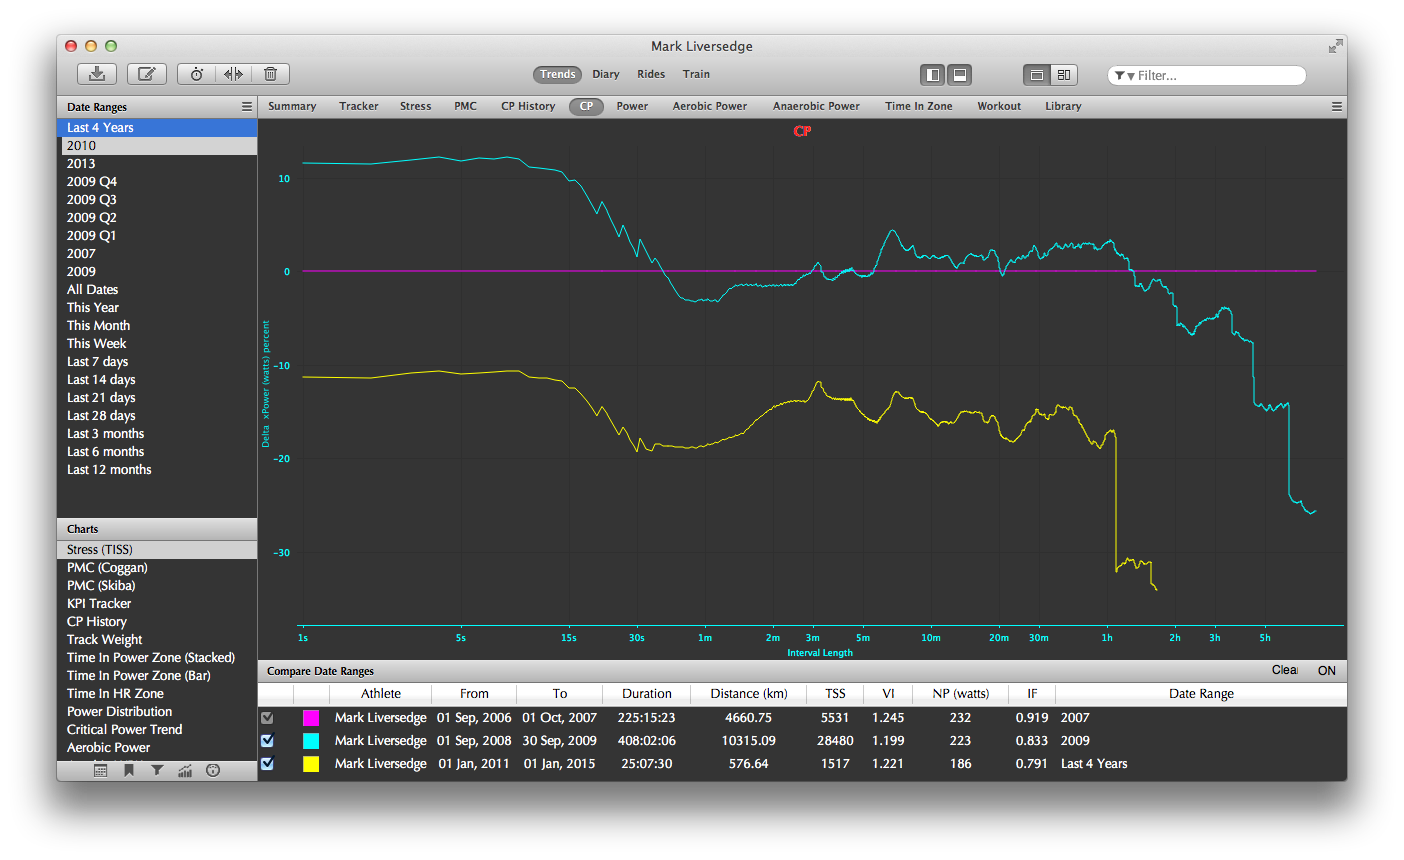 Mark Liversedge
Trends Diary Rides Train
Filter...
Date Ranges
Summary Tracker Stress PMC CP History CP Power Aerobic Power Anaerobic Power Time In Zone Workout Library
Last 4 Years
2010
2013
2009 Q4
2009 Q3
2009 Q2
2009 Q1
2007
2009
All Dates
This Year
This Month
This Week
Last 7 days
Last 14 days
Last 21 days
Last 28 days
Last 3 months
Last 6 months
Last 12 months
Charts
Stress (TISS)
PMC (Coggan)
PMC (Skiba)
KPI Tracker
CP History
Track Weight
Time In Power Zone (Stacked)
Time In Power Zone (Bar)
Time In HR Zone
Power Distribution
Critical Power Trend
Aerobic Power
CP
10
0
-10
-20
-30
Delta xPower (watts) percent
1s 5s 15s 30s 1m 2m 3m 5m 10m 20m 30m 1h 2h 3h 5h
Interval Length
Compare Date Ranges Clear ON
Athlete From To Duration Distance (km) TSS VI NP (watts) IF Date Range
Mark Liversedge 01 Sep, 2006 01 Oct, 2007 225:15:23 4660.75 5531 1.245 232 0.919 2007
Mark Liversedge 01 Sep, 2008 30 Sep, 2009 408:02:06 10315.09 28480 1.199 223 0.833 2009
Mark Liversedge 01 Jan, 2011 01 Jan, 2015 25:07:30 576.64 1517 1.221 186 0.791 Last 4 Years